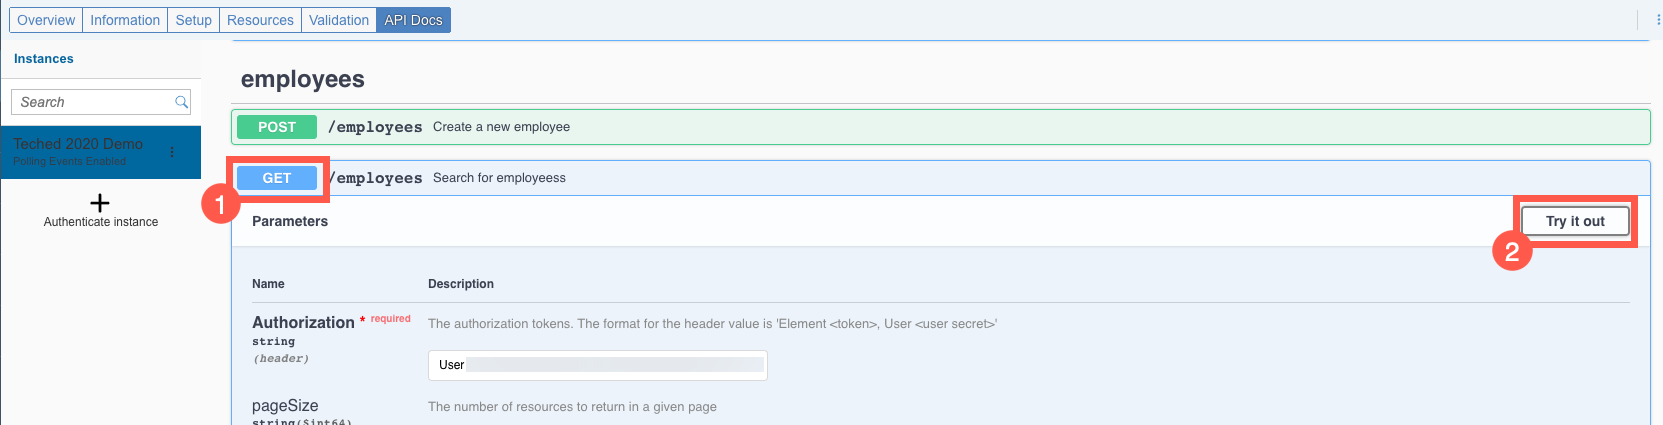 Overview Information Setup Resources Validation API Docs
Instances
Search
Teched 2020 Demo
Polling Events Enabled
Authenticate instance
employees
POST /employees Create a new employee
1 GET /employees Search for employeess
Parameters
Try it out
2
Name Description
Authorization * required The authorization tokens. The format for the header value is 'Element <token>, User <user secret>'
string
(header)
User
pageSize The number of resources to return in a given page
string($int64)